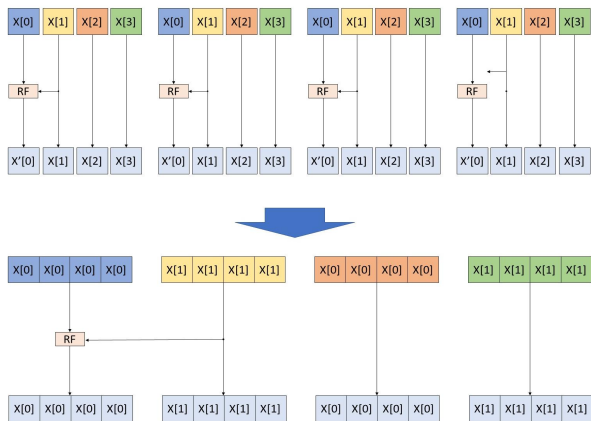 X[0] X[1] X[2] X[3] X[0] X[1] X[2] X[3] X[0] X[1] X[2] X[3] X[0] X[1] X[2] X[3]
RF RF RF RF
X'[0] X[1] X[2] X[3] X'[0] X[1] X[2] X[3] X'[0] X[1] X[2] X[3] X'[0] X[1] X[2] X[3]
X[0] X[0] X[0] X[0] X[1] X[1] X[1] X[1] X[0] X[0] X[0] X[0] X[1] X[1] X[1] X[1]
RF
X[0] X[0] X[0] X[0] X[1] X[1] X[1] X[1] X[0] X[0] X[0] X[0] X[1] X[1] X[1] X[1]